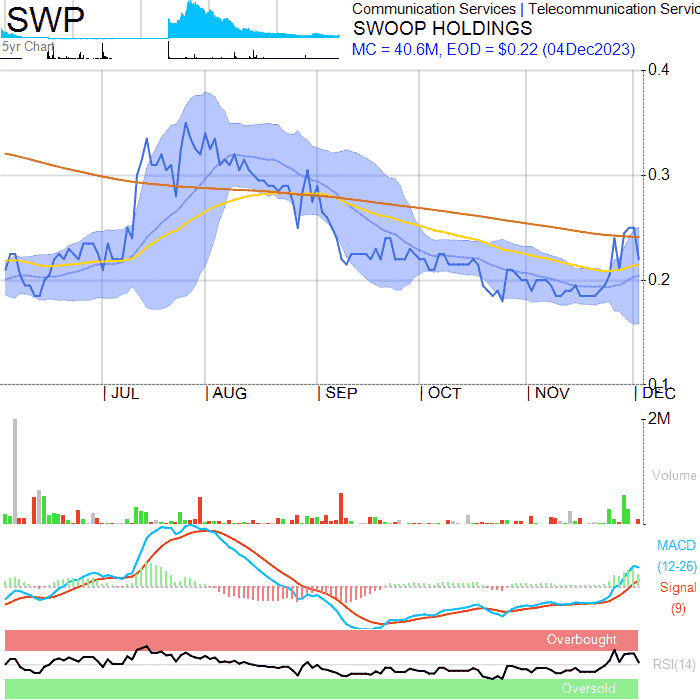 SWP
Communication Services | Telecommunication Servic
SWOOP HOLDINGS
5yr Chart
MC = 40.6M, EOD = $0.22 (04Dec2023)
0.4
0.3
0.2
0.1
| JUL | AUG | SEP | OCT | NOV | DEC
2M
Volume
MACD
(12-26)
Signal
(9)
Overbought
RSI(14)
Oversold